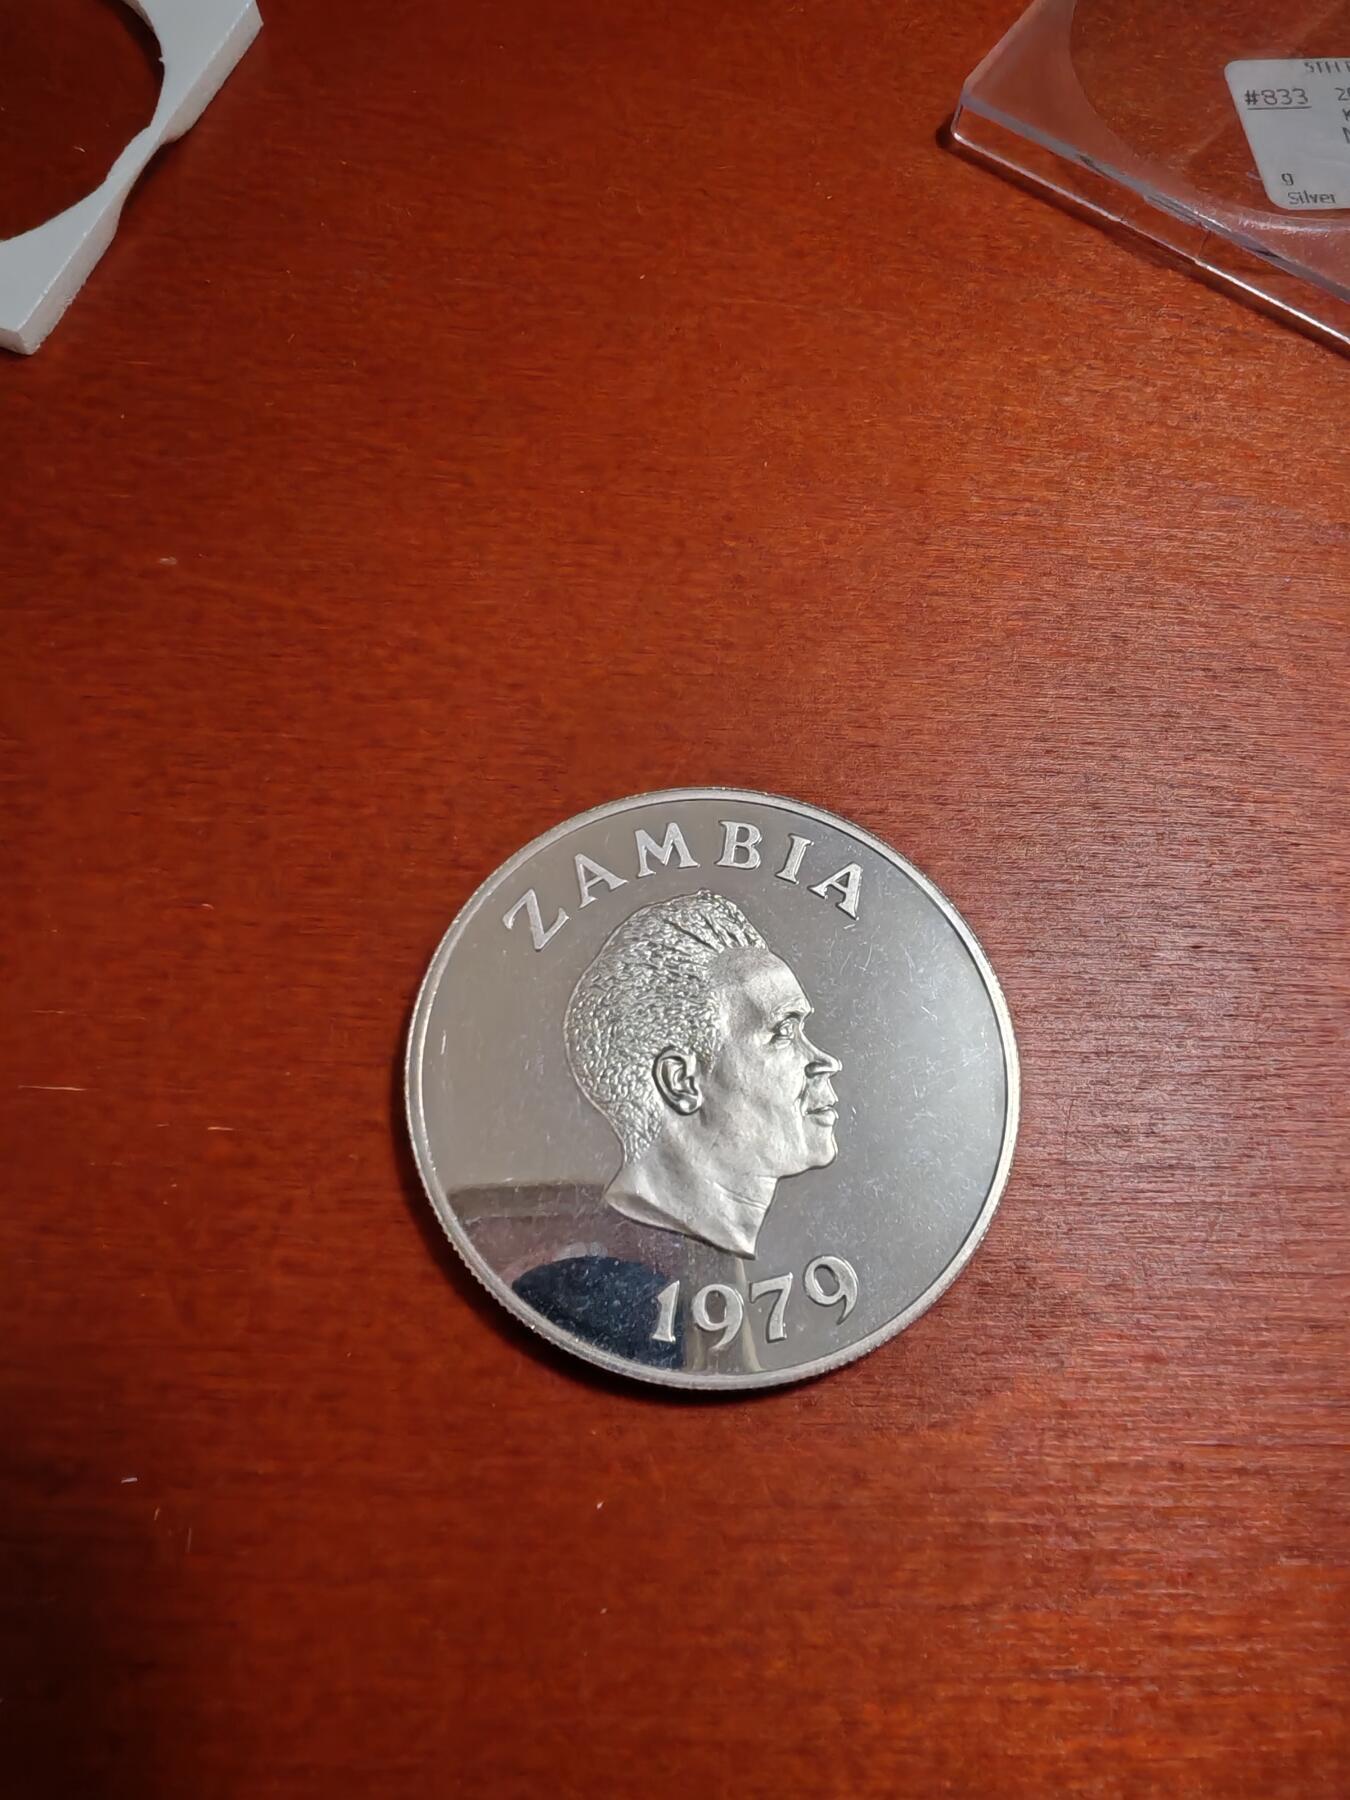 #833
g
Silver
ZAMBIA
1979